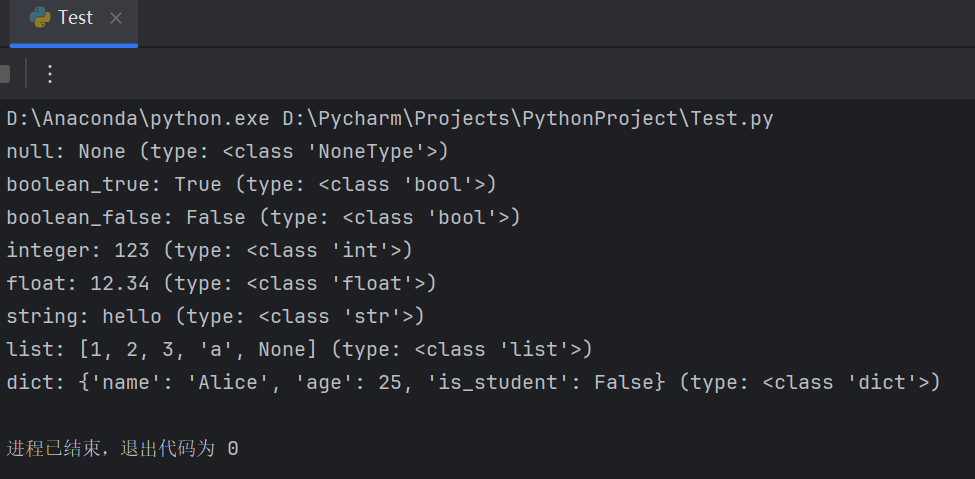 Test
D:\Anaconda\python.exe D:\Pycharm\Projects\PythonProject\Test.py
null: None (type: <class 'NoneType'>)
boolean_true: True (type: <class 'bool'>)
boolean_false: False (type: <class 'bool'>)
integer: 123 (type: <class 'int'>)
float: 12.34 (type: <class 'float'>)
string: hello (type: <class 'str'>)
list: [1, 2, 3, 'a', None] (type: <class 'list'>)
dict: {'name': 'Alice', 'age': 25, 'is_student': False} (type: <class 'dict'>)
进程已结束，退出代码为 0